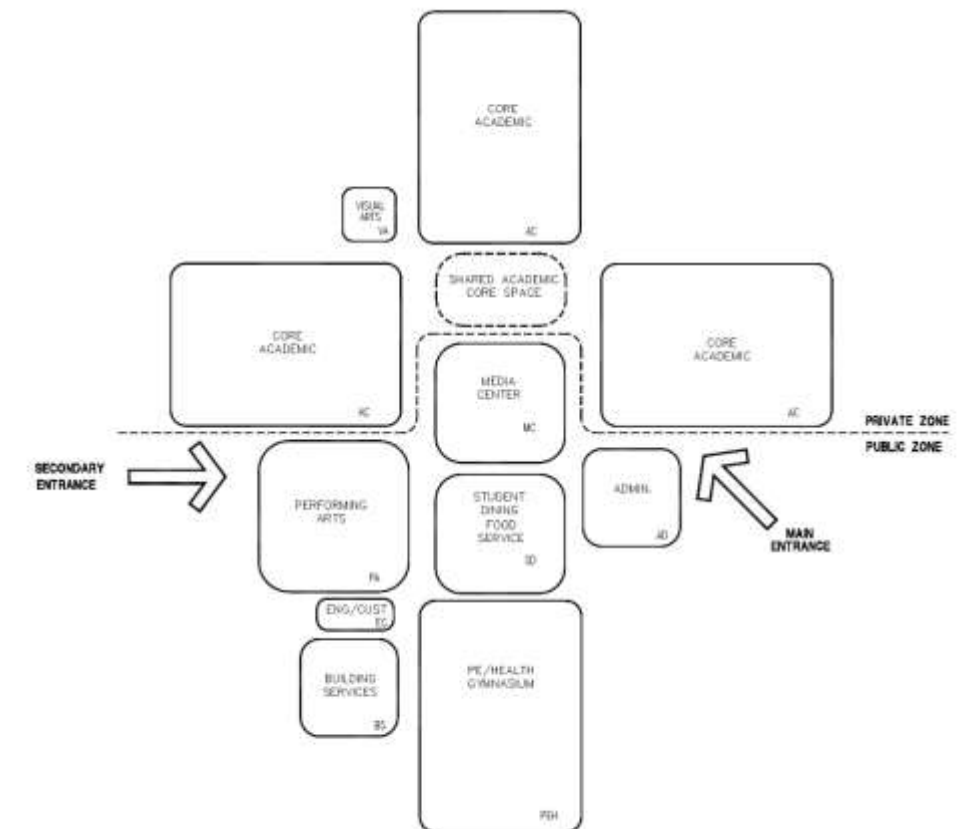 CORE
ACADEMIC
AC
VISUAL
ARTS
VA
SHARED ACADEMIC
CORE SPACE
CORE
ACADEMIC
AC
CORE
ACADEMIC
AC
MEDIA
CENTER
MC
PRIVATE ZONE
PUBLIC ZONE
SECONDARY
ENTRANCE
PERFORMING
ARTS
PA
STUDENT
DINING
FOOD
SERVICE
SD
ADMIN.
AD
MAIN
ENTRANCE
ENG/CUST
EC
BUILDING
SERVICES
BS
PE/HEALTH
GYMNASIUM
PEH